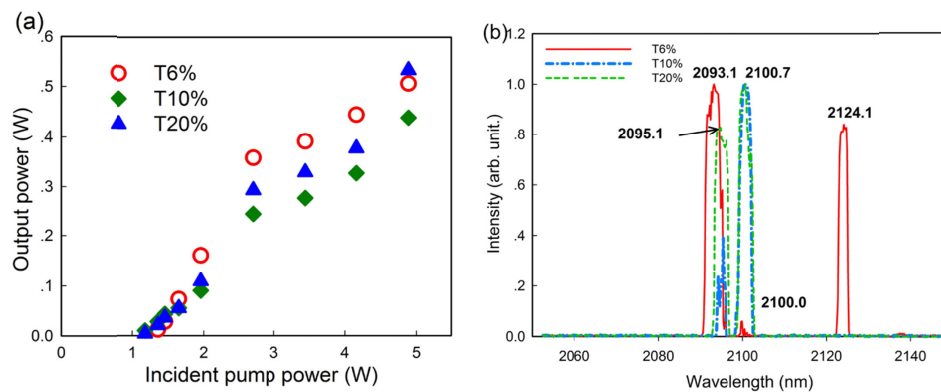 (a)
.6
.5
.4
.3
.2
.1
0.0
Output power (W)
T6%
T10%
T20%
0 1 2 3 4 5
Incident pump power (W)
(b)
1.2
1.0
.8
.6
.4
.2
0.0
Intensity (arb. unit.)
T6%
T10%
T20%
2093.1 2100.7
2124.1
2095.1
2100.0
2060 2080 2100 2120 2140
Wavelength (nm)